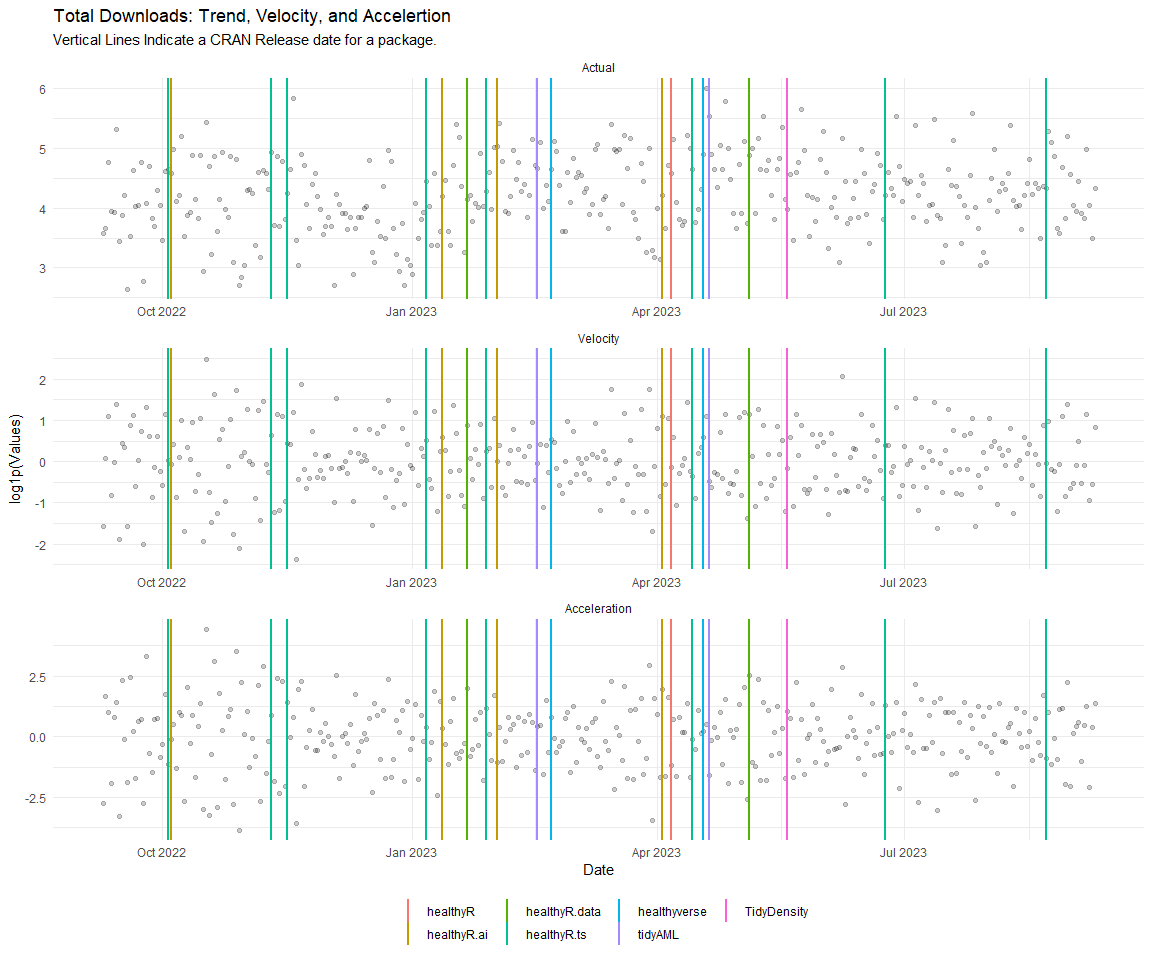 Total Downloads: Trend, Velocity, and Accelertion
Vertical Lines Indicate a CRAN Release date for a package.
Actual
6
5
4
3
Oct 2022 Jan 2023 Apr 2023 Jul 2023
Velocity
2
1
0
-1
-2
Oct 2022 Jan 2023 Apr 2023 Jul 2023
Acceleration
2.5
0.0
-2.5
Oct 2022 Jan 2023 Apr 2023 Jul 2023
log1p(Values)
Date
healthyR healthyR.data healthyverse TidyDensity
healthyR.ai healthyR.ts tidyAML